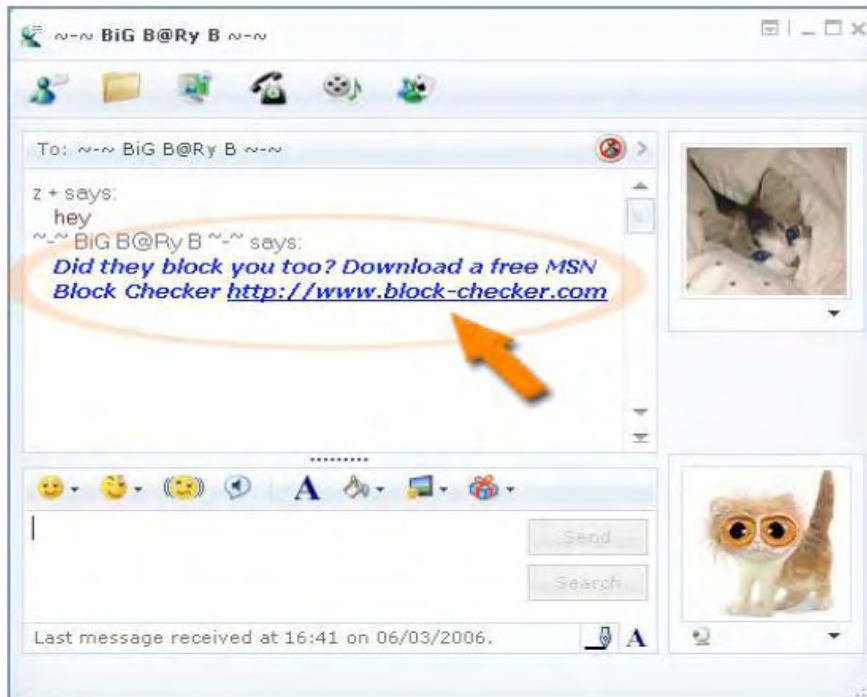 ~-~ BiG B@Ry B ~-~
To: ~-~ BiG B@Ry B ~-~
z + says:
hey
~-~ BiG B@Ry B ~-~ says:
Did they block you too? Download a free MSN
Block Checker http://www.block-checker.com
A
Send
Search
Last message received at 16:41 on 06/03/2006.
A